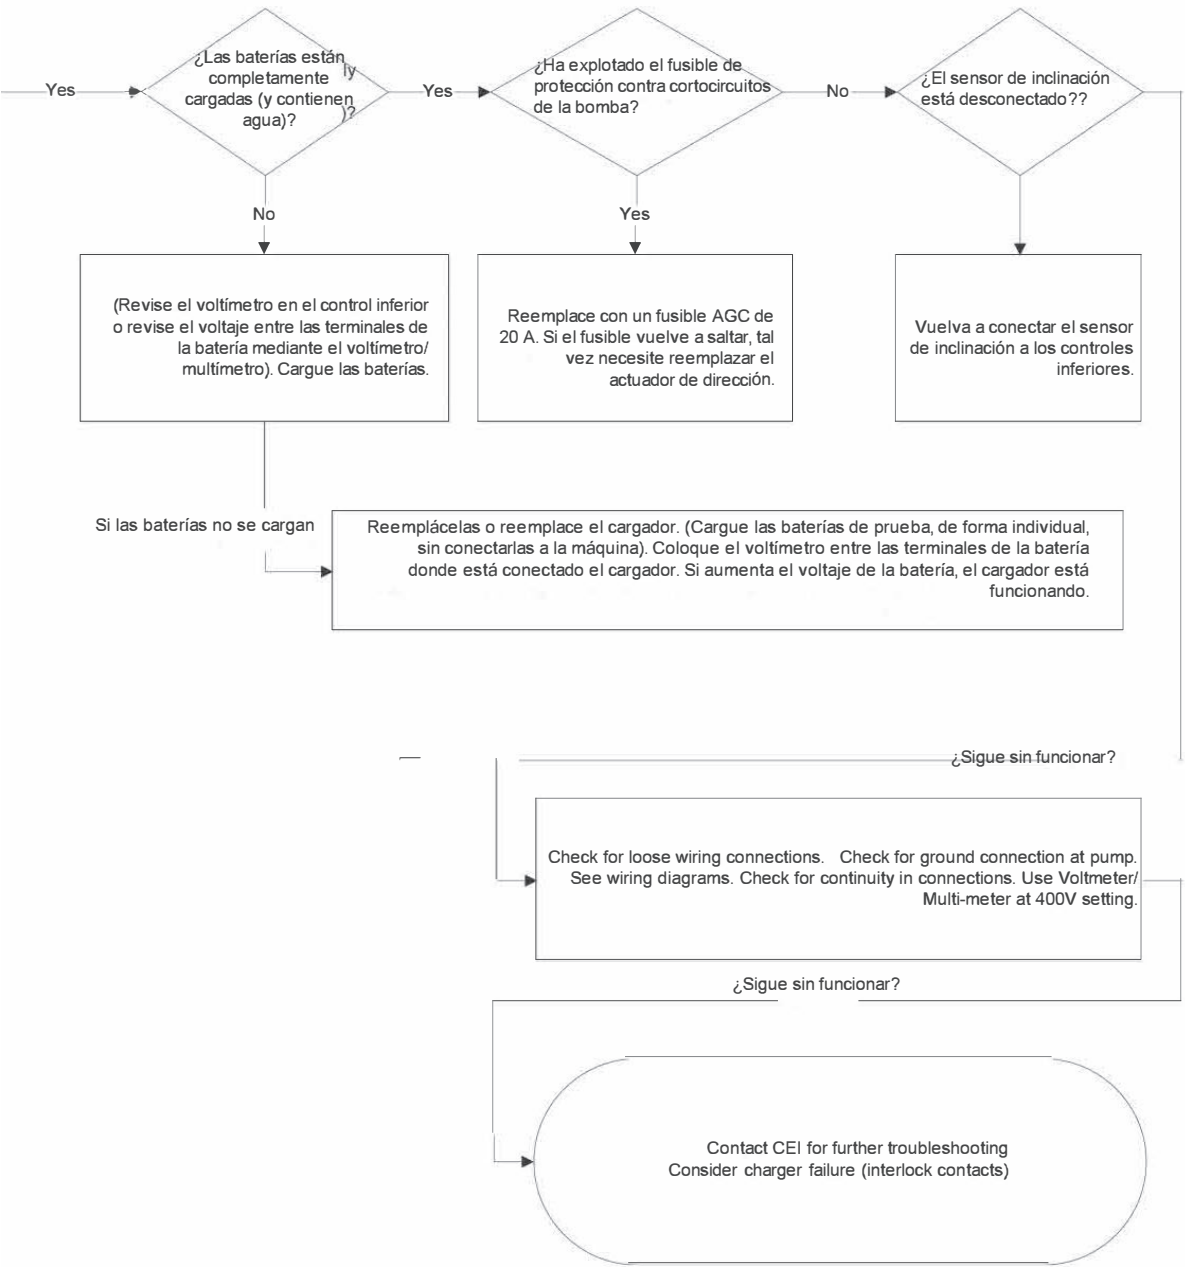 Yes
¿Las baterías están
completamente
cargadas (y contienen
agua)?
ly
)?
Yes
¿Ha explotado el fusible de
protección contra cortocircuitos
de la bomba?
No
¿El sensor de inclinación
está desconectado??
No
Yes
(Revise el voltímetro en el control inferior
o revise el voltaje entre las terminales de
la batería mediante el voltímetro/
multímetro). Cargue las baterías.
Reemplace con un fusible AGC de
20 A. Si el fusible vuelve a saltar, tal
vez necesite reemplazar el
actuador de dirección.
Vuelva a conectar el sensor
de inclinación a los controles
inferiores.
Si las baterías no se cargan
Reemplácelas o reemplace el cargador. (Cargue las baterías de prueba, de forma individual,
sin conectarlas a la máquina). Coloque el voltímetro entre las terminales de la batería
donde está conectado el cargador. Si aumenta el voltaje de la batería, el cargador está
funcionando.
¿Sigue sin funcionar?
Check for loose wiring connections. Check for ground connection at pump.
See wiring diagrams. Check for continuity in connections. Use Voltmeter/
Multi-meter at 400V setting.
¿Sigue sin funcionar?
Contact CEI for further troubleshooting
Consider charger failure (interlock contacts)